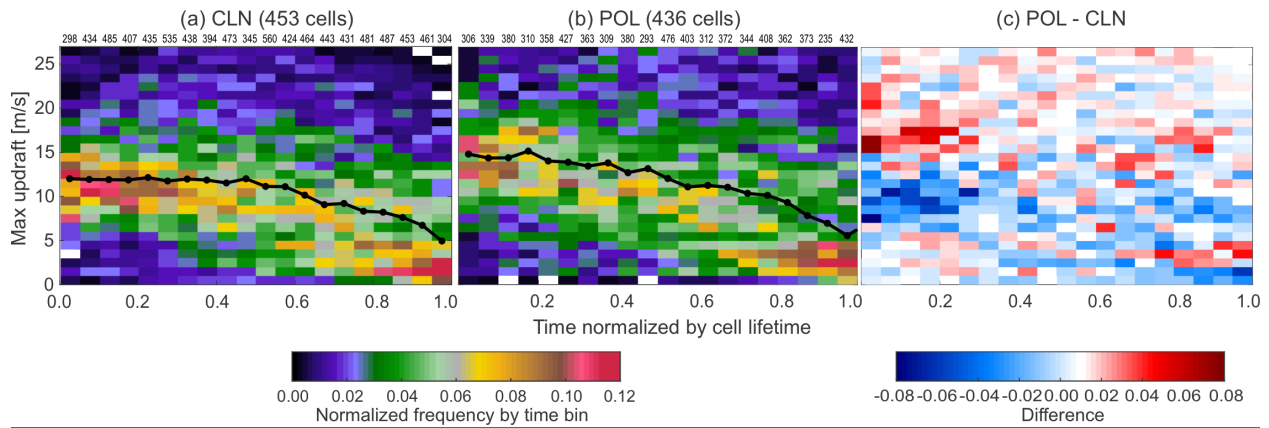 (a) CLN (453 cells)
(b) POL (436 cells)
(c) POL - CLN
298 434 485 407 435 535 438 394 473 345 560 424 464 443 431 481 487 453 461 304
306 339 380 310 358 427 363 309 380 293 476 403 312 372 344 408 362 373 235 432
Max updraft [m/s]
25
20
15
10
5
0
0.0 0.2 0.4 0.6 0.8 1.0
0.2 0.4 0.6 0.8 1.0
0.2 0.4 0.6 0.8 1.0
Time normalized by cell lifetime
0.00 0.02 0.04 0.06 0.08 0.10 0.12
Normalized frequency by time bin
-0.08 -0.06 -0.04 -0.02 0.00 0.02 0.04 0.06 0.08
Difference